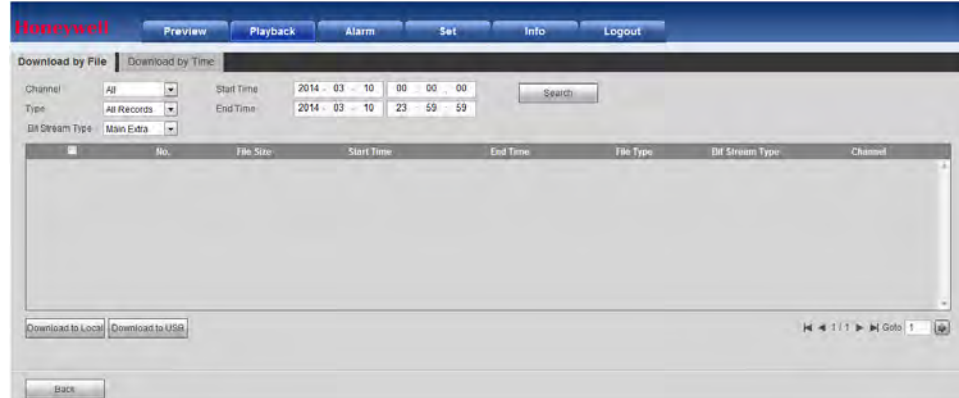 Honeywell Preview Playback Alarm Set Info Logout
Download by File Download by Time
Channel All Start Time 2014 - 03 - 10 00 : 00 : 00 Search
Type All Records End Time 2014 - 03 - 10 23 : 59 : 59
Bit Stream Type Main Extra
No. File Size Start Time End Time File Type Bit Stream Type Channel
Download to Local Download to USB 1 / 1 Goto 1
Back